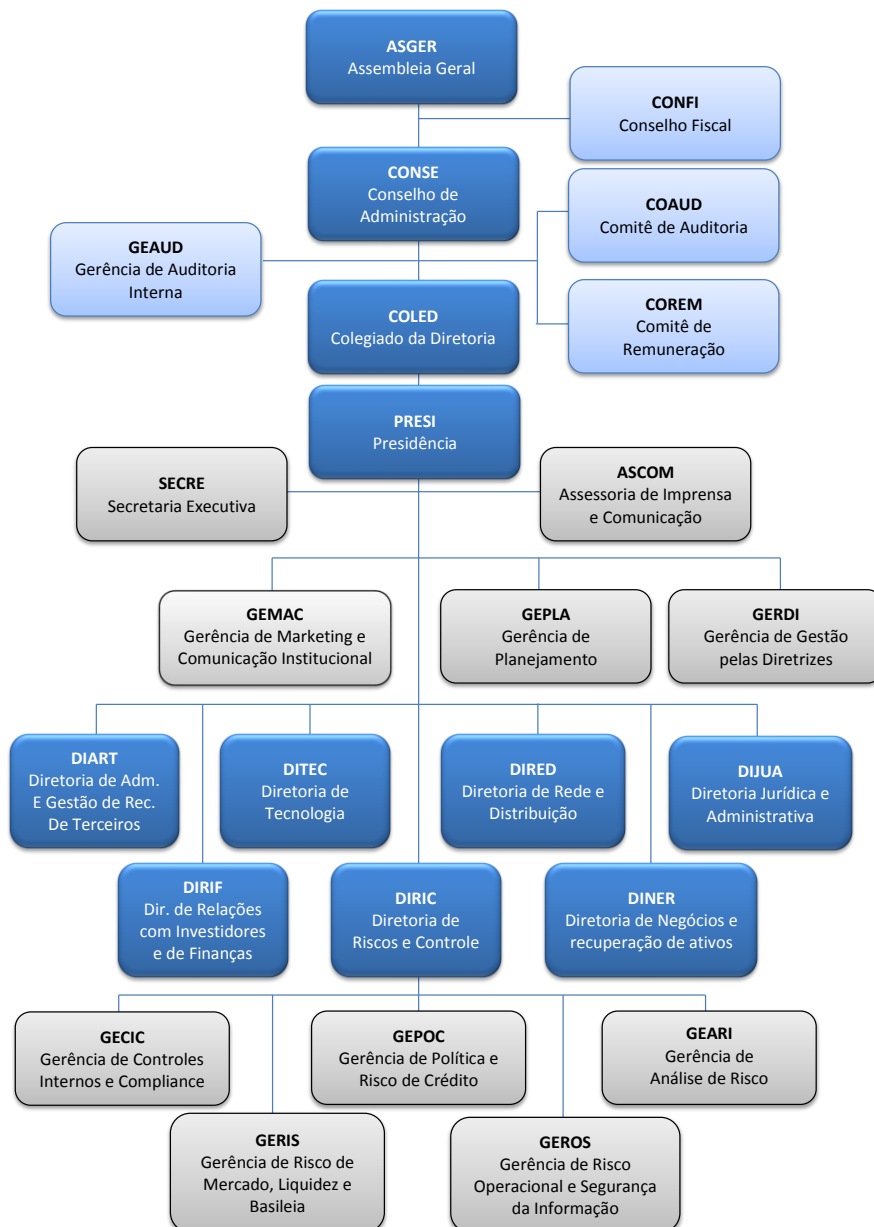 ASGER
Assembleia Geral
CONFI
Conselho Fiscal
CONSE
Conselho de
Administração
COAUD
Comitê de Auditoria
GEAUD
Gerência de Auditoria
Interna
COREM
Comitê de
Remuneração
COLED
Colegiado da Diretoria
PRESI
Presidência
SECRE
Secretaria Executiva
ASCOM
Assessoria de Imprensa
e Comunicação
GEMAC
Gerência de Marketing e
Comunicação Institucional
GEPLA
Gerência de
Planejamento
GERDI
Gerência de Gestão
pelas Diretrizes
DIART
Diretoria de Adm.
E Gestão de Rec.
De Terceiros
DITEC
Diretoria de
Tecnologia
DIRED
Diretoria de Rede e
Distribuição
DIJUA
Diretoria Jurídica e
Administrativa
DIRIF
Dir. de Relações
com Investidores
e de Finanças
DIRIC
Diretoria de
Riscos e Controle
DINER
Diretoria de Negócios e
recuperação de ativos
GECIC
Gerência de Controles
Internos e Compliance
GEPOC
Gerência de Política e
Risco de Crédito
GEARI
Gerência de
Análise de Risco
GERIS
Gerência de Risco de
Mercado, Liquidez e
Basileia
GEROS
Gerência de Risco
Operacional e Segurança
da Informação